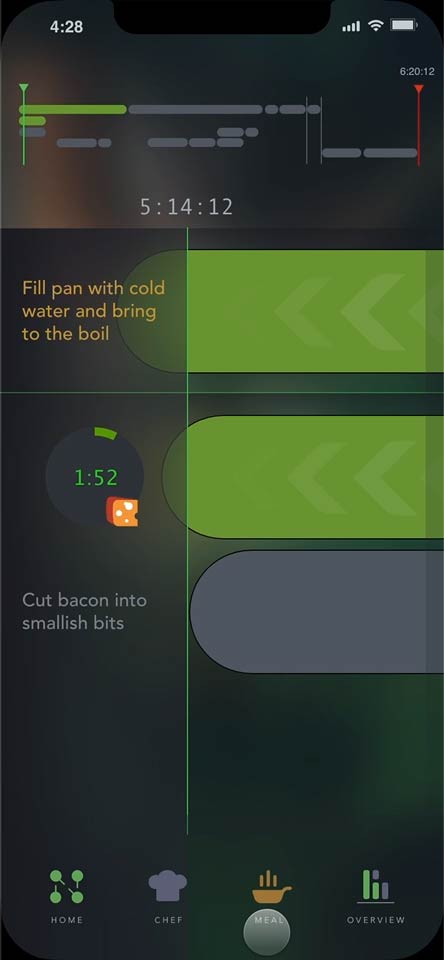 4:28
6:20:12
5:14:12
Fill pan with cold
water and bring
to the boil
1:52
Cut bacon into
smallish bits
HOME
CHEF
MEAL
OVERVIEW